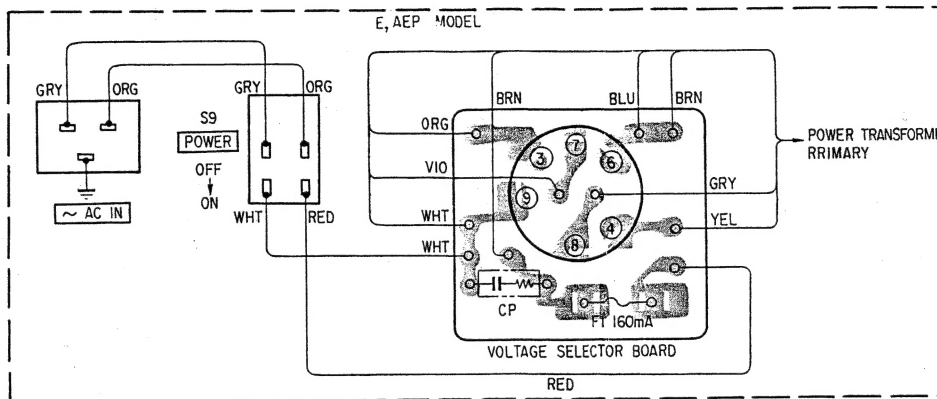 E, AEP MODEL
GRY
ORG
GRY
ORG
S9
POWER
OFF
ON
WHT
RED
~ AC IN
BRN
BLU
BRN
ORG
VIO
WHT
WHT
3
7
6
9
8
4
GRY
YEL
POWER TRANSFORM
RRIMARY
CP
F1 160mA
VOLTAGE SELECTOR BOARD
RED